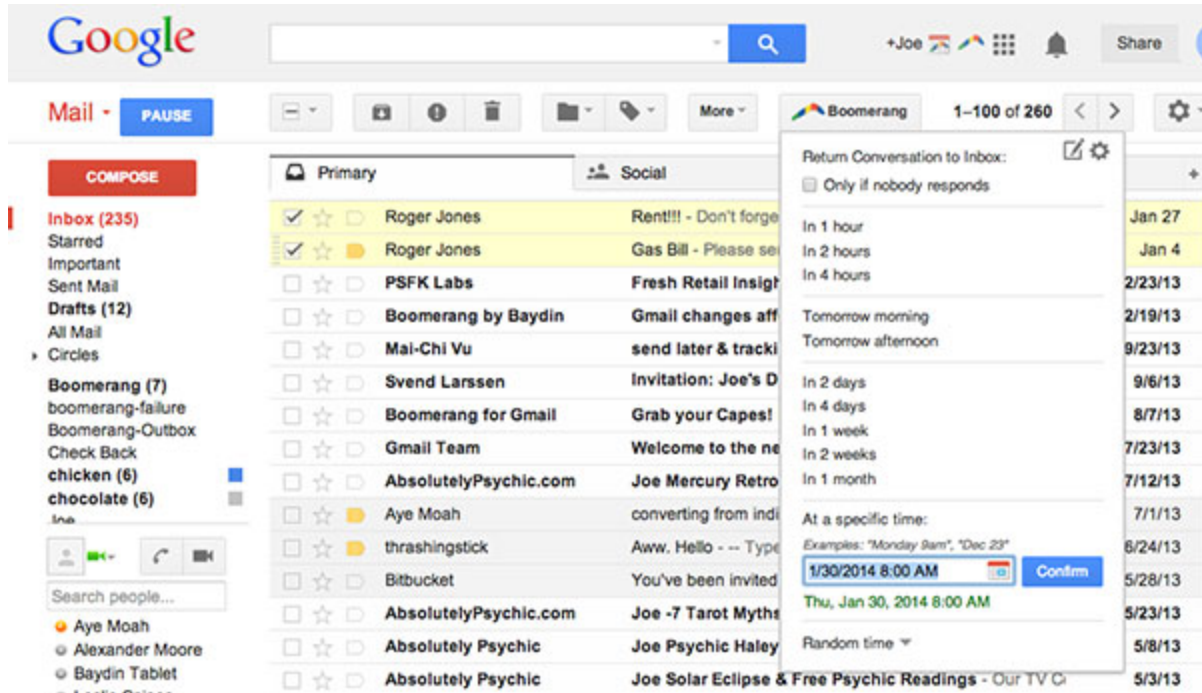 Google
+Joe
Share
Mail
PAUSE
More
Boomerang
1–100 of 260
COMPOSE
Inbox (235)
Starred
Important
Sent Mail
Drafts (12)
All Mail
Circles
Boomerang (7)
boomerang-failure
Boomerang-Outbox
Check Back
chicken (6)
chocolate (6)
Joe
Search people...
Aye Moah
Alexander Moore
Baydin Tablet
Primary
Social
Roger Jones Rent!!! - Don't forge Jan 27
Roger Jones Gas Bill - Please se Jan 4
PSFK Labs Fresh Retail Insigh 2/23/13
Boomerang by Baydin Gmail changes aff 2/19/13
Mai-Chi Vu send later & tracki 9/23/13
Svend Larssen Invitation: Joe's D 9/6/13
Boomerang for Gmail Grab your Capes! 8/7/13
Gmail Team Welcome to the ne 7/23/13
AbsolutelyPsychic.com Joe Mercury Retro 7/12/13
Aye Moah converting from indi 7/1/13
thrashingstick Aww. Hello - -- Type 6/24/13
Bitbucket You've been invited 5/28/13
AbsolutelyPsychic.com Joe -7 Tarot Myths 5/23/13
Absolutely Psychic Joe Psychic Haley 5/8/13
Absolutely Psychic Joe Solar Eclipse & Free Psychic Readings - Our TV 5/3/13
Return Conversation to Inbox:
Only if nobody responds
In 1 hour
In 2 hours
In 4 hours
Tomorrow morning
Tomorrow afternoon
In 2 days
In 4 days
In 1 week
In 2 weeks
In 1 month
At a specific time:
Examples: "Monday 9am", "Dec 23"
1/30/2014 8:00 AM
Confirm
Thu, Jan 30, 2014 8:00 AM
Random time